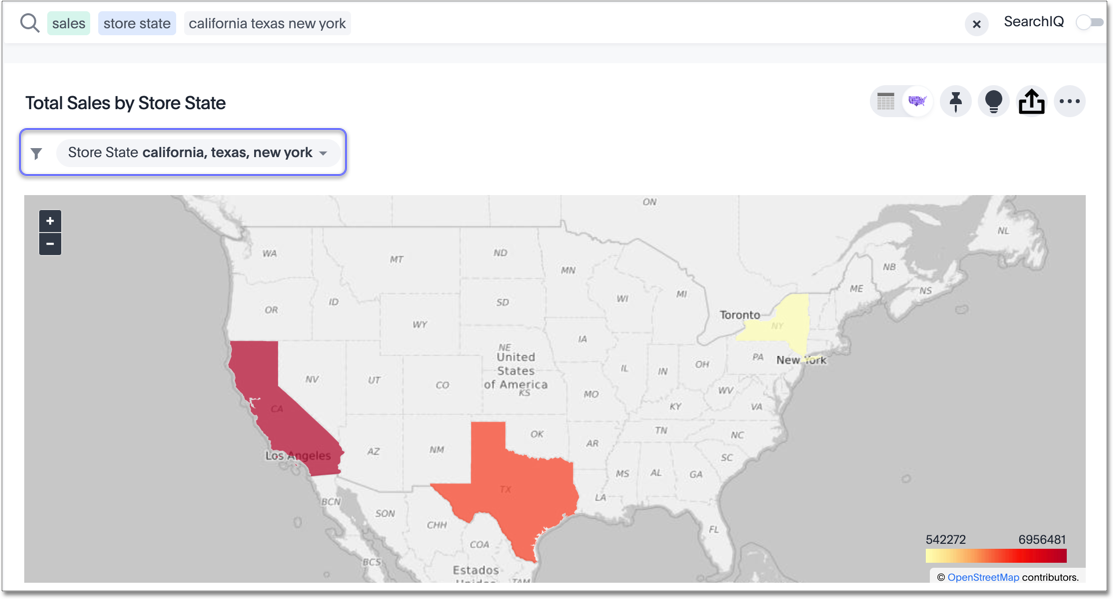 sales store state california texas new york
SearchIQ
Total Sales by Store State
Store State california, texas, new york
+
−
ON
NL
WA
MT
ND
MN
NB
ME
NS
OR
ID
SD
WI
MI
Toronto
NY
WY
IA
NE
United
States
of America
KS
NV
UT
CO
IL
IN
OH
PA
New York
MO
WV
VA
KY
CA
AZ
NM
OK
AR
TN
NC
SC
Los Angeles
TX
MS
AL
GA
LA
BCN
SON
CHH
COA
FL
BCS
Estados
Unidos
TAM
542272 6956481
© OpenStreetMap contributors.